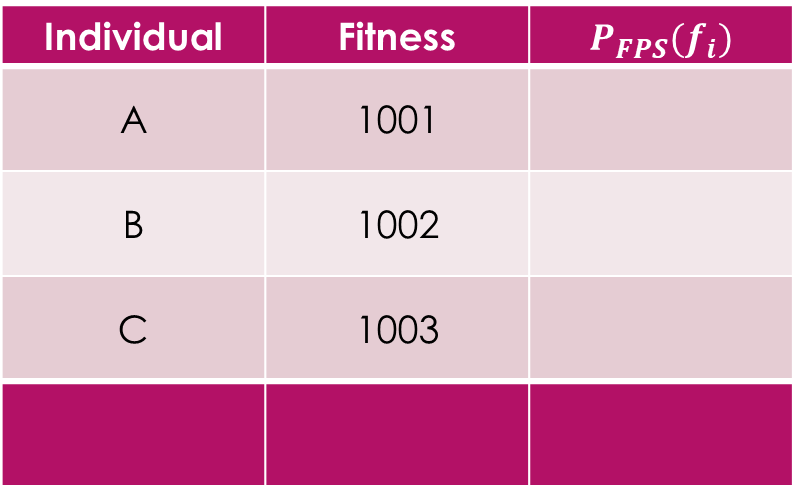 Individual Fitness P_FPS(f_i)
A 1001
B 1002
C 1003